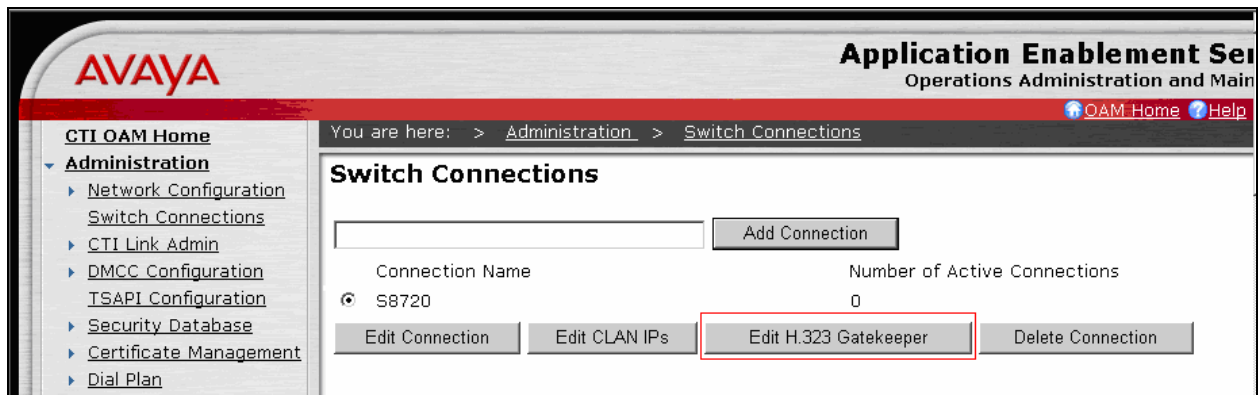 AVAYA
Application Enablement Ser
Operations Administration and Main
OAM Home Help
CTI OAM Home
You are here: > Administration > Switch Connections
Administration
Network Configuration
Switch Connections
CTI Link Admin
DMCC Configuration
TSAPI Configuration
Security Database
Certificate Management
Dial Plan
Switch Connections
Add Connection
Connection Name Number of Active Connections
S8720 0
Edit Connection Edit CLAN IPs Edit H.323 Gatekeeper Delete Connection